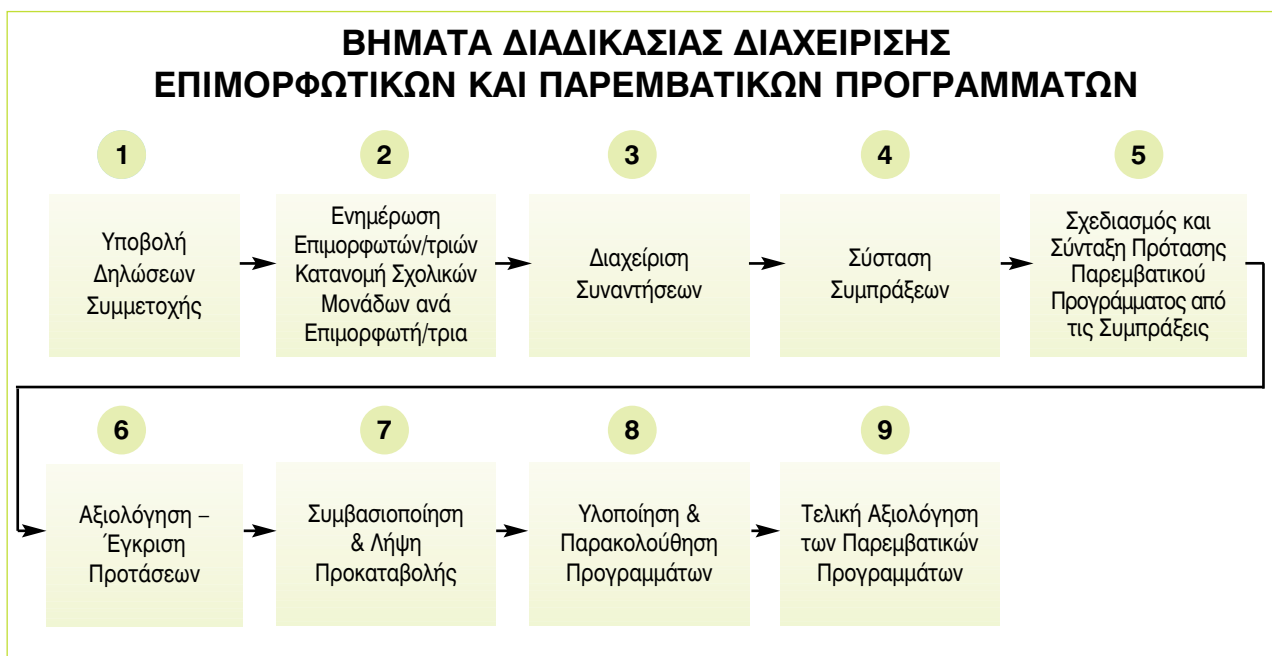 ΒΗΜΑΤΑ ΔΙΑΔΙΚΑΣΙΑΣ ΔΙΑΧΕΙΡΙΣΗΣ
ΕΠΙΜΟΡΦΩΤΙΚΩΝ ΚΑΙ ΠΑΡΕΜΒΑΤΙΚΩΝ ΠΡΟΓΡΑΜΜΑΤΩΝ
1
Υποβολή
Δηλώσεων
Συμμετοχής
2
Ενημέρωση
Επιμορφωτών/τριών
Κατανομή Σχολικών
Μονάδων ανά
Επιμορφωτή/τρια
3
Διαχείριση
Συναντήσεων
4
Σύσταση
Συμπράξεων
5
Σχεδιασμός και
Σύνταξη Πρότασης
Παρεμβατικού
Προγράμματος από
τις Συμπράξεις
6
Αξιολόγηση –
Έγκριση
Προτάσεων
7
Συμβασιοποίηση
& Λήψη
Προκαταβολής
8
Υλοποίηση &
Παρακολούθηση
Προγραμμάτων
9
Τελική Αξιολόγηση
των Παρεμβατικών
Προγραμμάτων